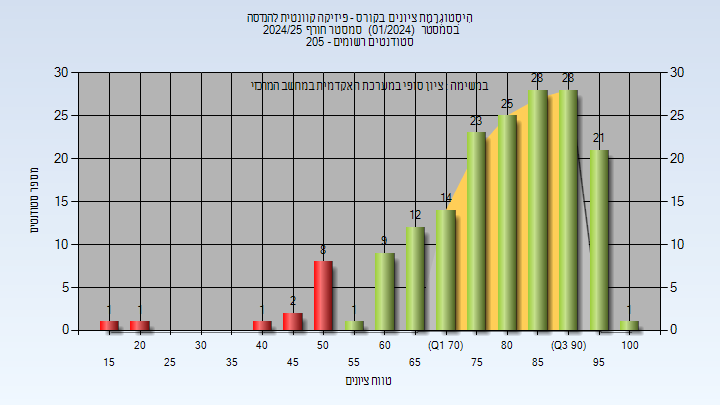 היסטוגרמת ציונים בקורס - פיזיקה קוונטית להנדסה
בסמסטר (01/2024) סמסטר חורף 2024/25
סטודנטים רשומים - 205
במשימה : ציון סופי במערכת האקדמית במחשב המרכזי
30 30
25 25
20 20
15 15
10 10
5 5
0 0
מספר סטודנטים
1 1 1 2 8 1 9 12 14 23 25 28 28 21 1
20 30 40 50 60 (Q1 70) 80 (Q3 90) 100
15 25 35 45 55 65 75 85 95
טווח ציונים